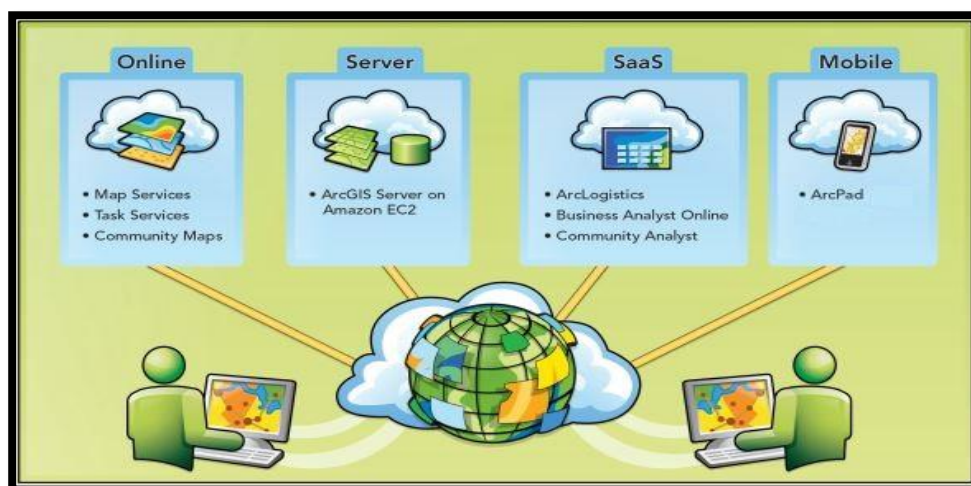 Online
• Map Services
• Task Services
• Community Maps
Server
• ArcGIS Server on
Amazon EC2
SaaS
• ArcLogistics
• Business Analyst Online
• Community Analyst
Mobile
• ArcPad